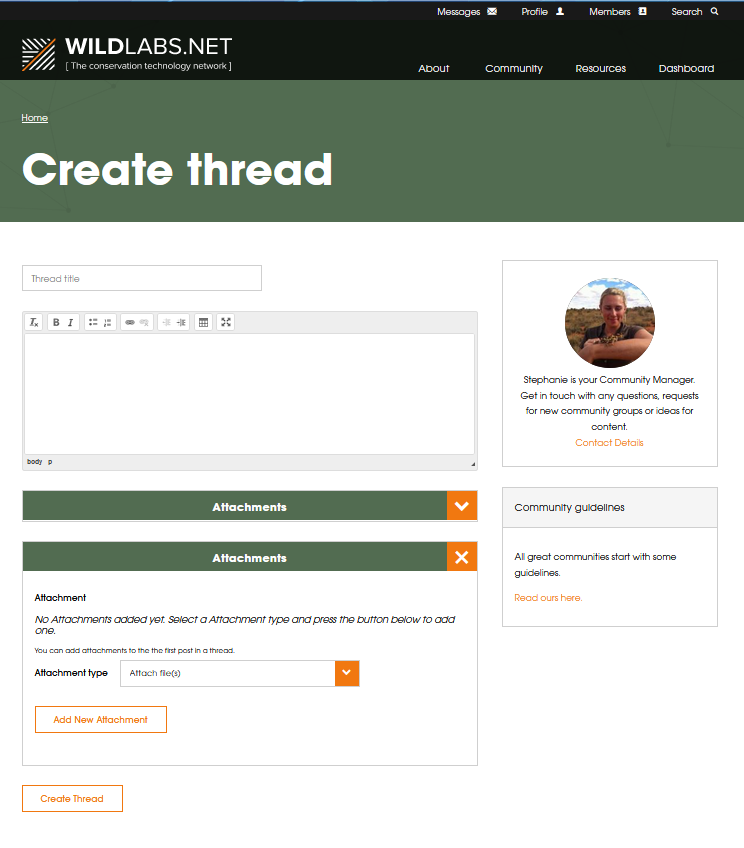 Messages Profile Members Search
WILDLABS.NET
[ The conservation technology network ]
About Community Resources Dashboard
Home
Create thread
Thread title
B I
body p
Attachments
Attachments
Attachment
No Attachments added yet. Select a Attachment type and press the button below to add
one.
You can add attachments to the the first post in a thread.
Attachment type Attach file(s)
Add New Attachment
Create Thread
Stephanie is your Community Manager.
Get in touch with any questions, requests
for new community groups or ideas for
content.
Contact Details
Community guidelines
All great communities start with some
guidelines.
Read ours here.